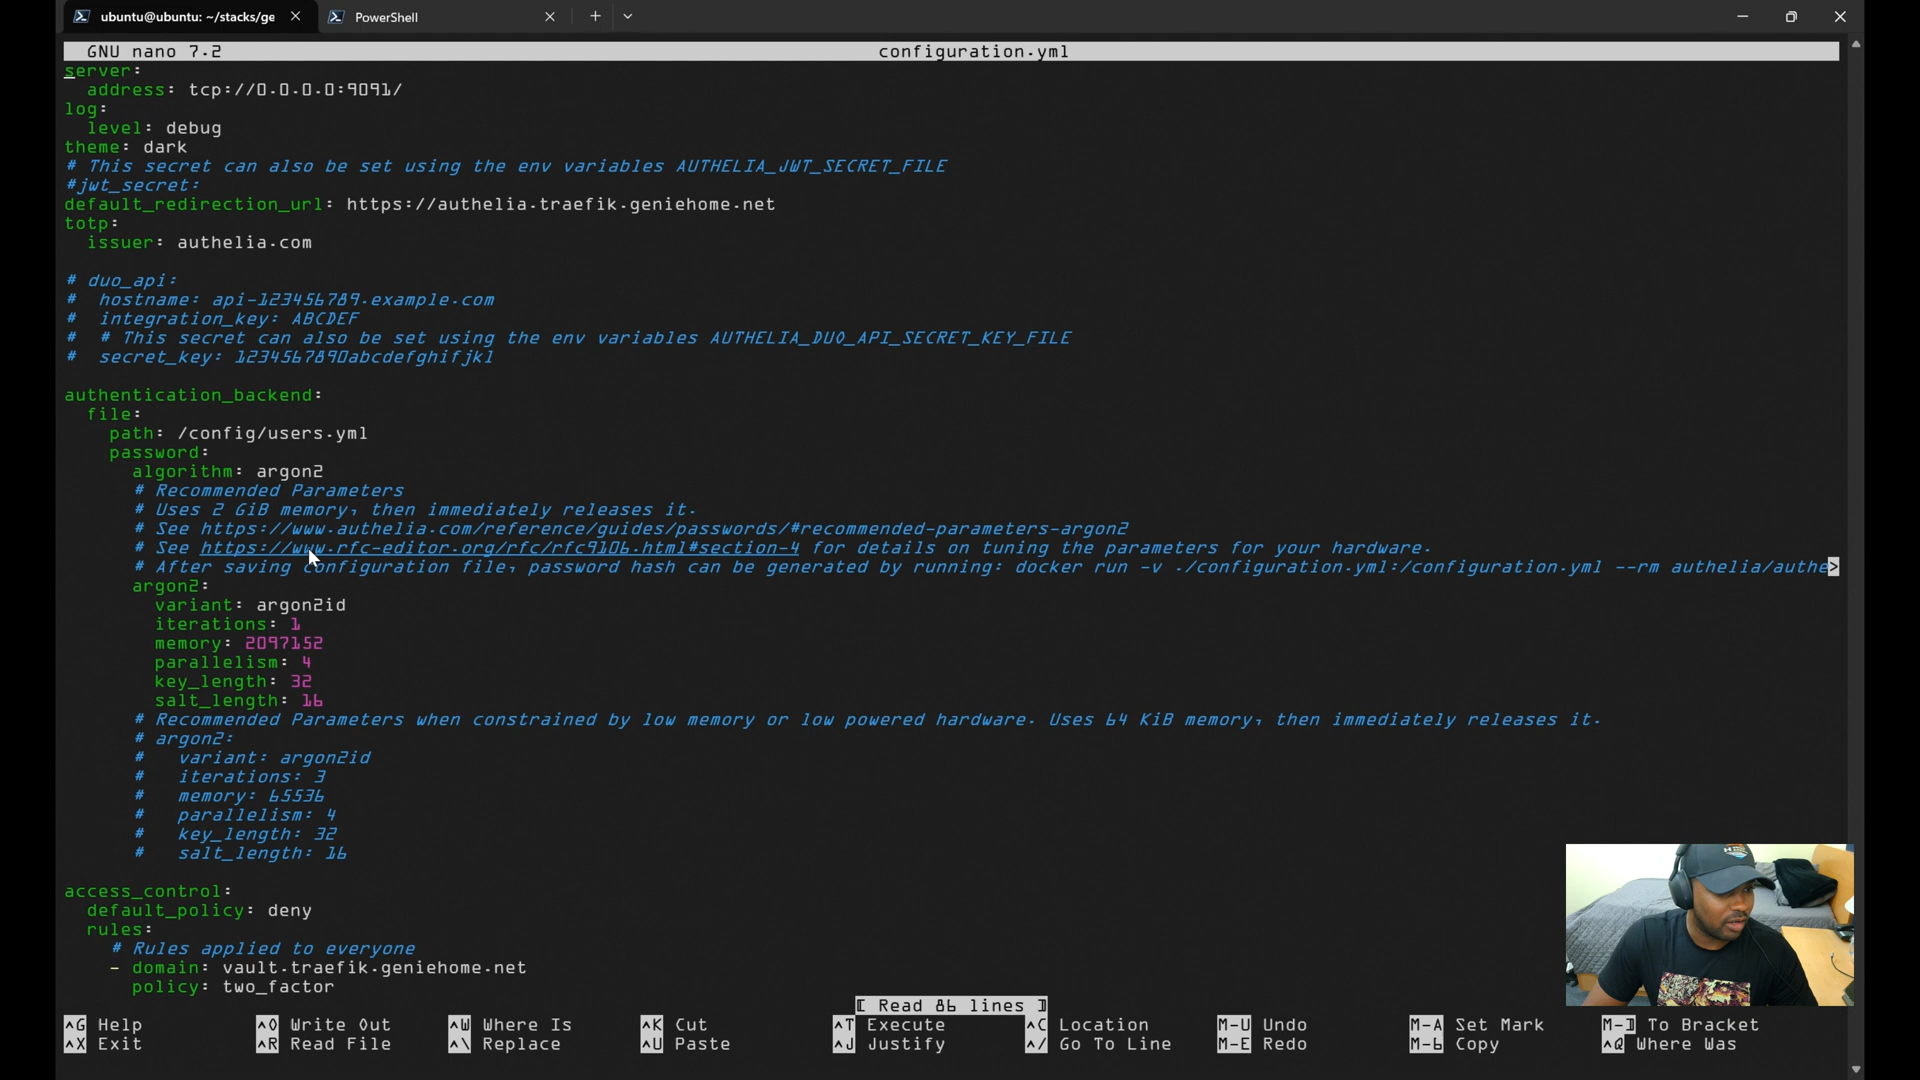 ubuntu@ubuntu: ~/stacks/ge
PowerShell
GNU nano 7.2 configuration.yml
server:
address: tcp://0.0.0.0:9091/
log:
level: debug
theme: dark
# This secret can also be set using the env variables AUTHELIA_JWT_SECRET_FILE
#jwt_secret:
default_redirection_url: https://authelia.traefik.geniehome.net
totp:
issuer: authelia.com
# duo_api:
# hostname: api-123456789.example.com
# integration_key: ABCDEF
# # This secret can also be set using the env variables AUTHELIA_DUO_API_SECRET_KEY_FILE
# secret_key: 1234567890abcdefghifjkl
authentication_backend:
file:
path: /config/users.yml
password:
algorithm: argon2
# Recommended Parameters
# Uses 2 GiB memory, then immediately releases it.
# See https://www.authelia.com/reference/guides/passwords/#recommended-parameters-argon2
# See https://www.rfc-editor.org/rfc/rfc9106.html#section-4 for details on tuning the parameters for your hardware.
# After saving configuration file, password hash can be generated by running: docker run -v ./configuration.yml:/configuration.yml --rm authelia/authe>
argon2:
variant: argon2id
iterations: 1
memory: 2097152
parallelism: 4
key_length: 32
salt_length: 16
# Recommended Parameters when constrained by low memory or low powered hardware. Uses 64 KiB memory, then immediately releases it.
# argon2:
# variant: argon2id
# iterations: 3
# memory: 65536
# parallelism: 4
# key_length: 32
# salt_length: 16
access_control:
default_policy: deny
rules:
# Rules applied to everyone
- domain: vault.traefik.geniehome.net
policy: two_factor
[ Read 86 lines ]
^G Help ^O Write Out ^W Where Is ^K Cut ^T Execute ^C Location M-U Undo M-A Set Mark M-] To Bracket
^X Exit ^R Read File ^\ Replace ^U Paste ^J Justify ^/ Go To Line M-E Redo M-6 Copy ^Q Where Was